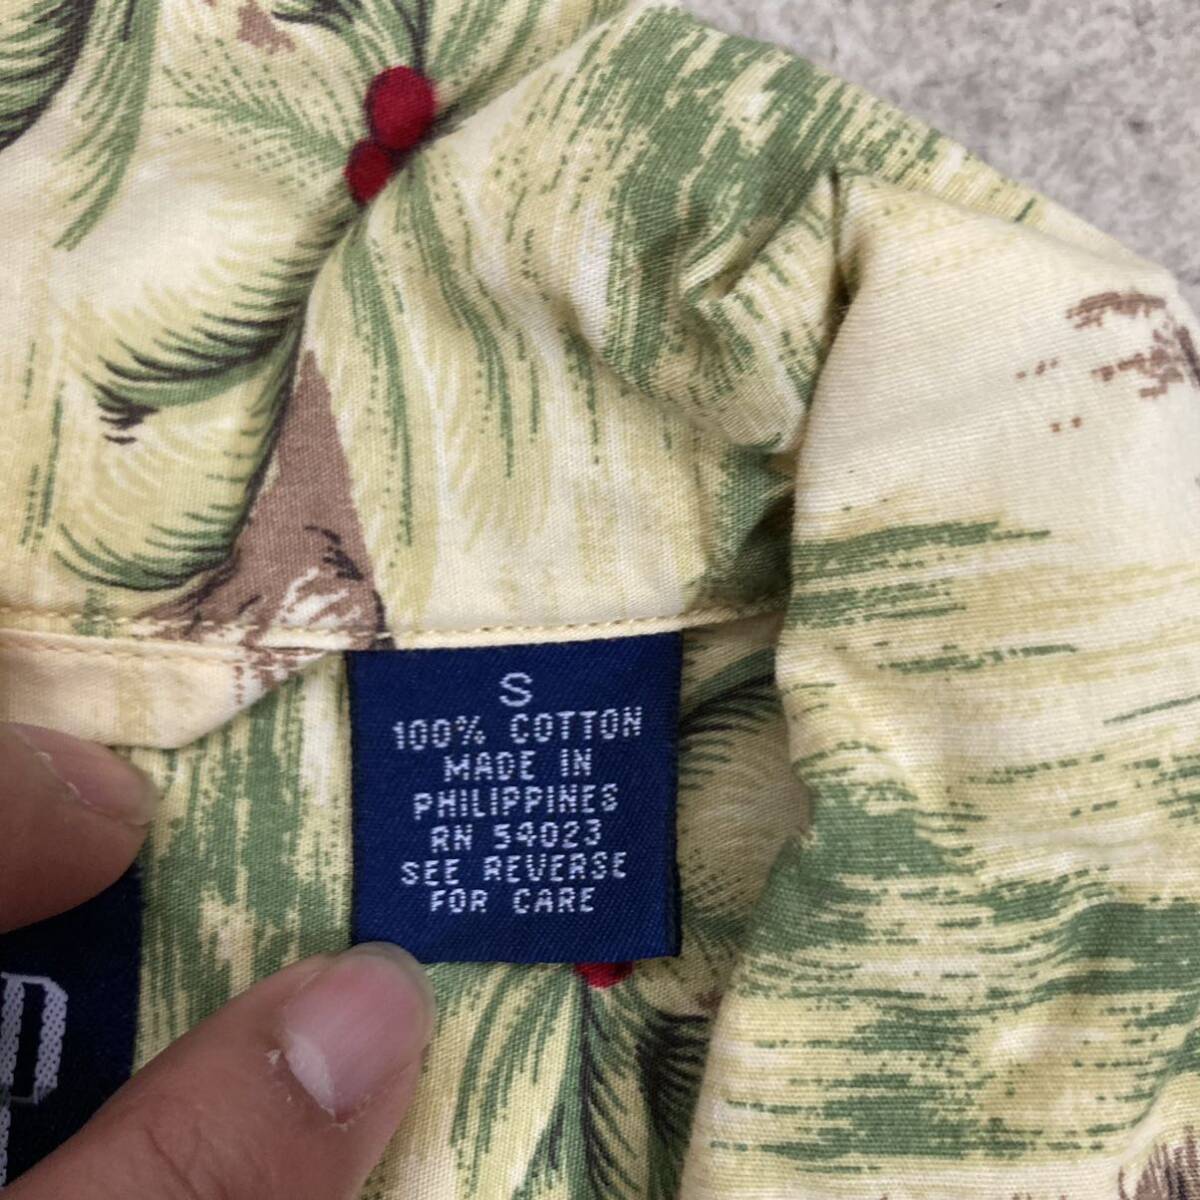 S
100% COTTON
MADE IN
PHILIPPINES
RN 54023
SEE REVERSE
FOR CARE